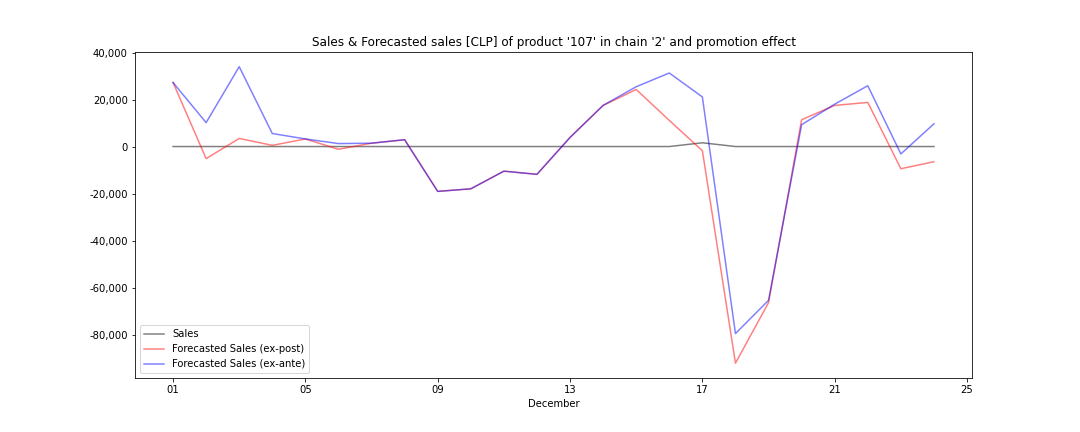 Sales & Forecasted sales [CLP] of product '107' in chain '2' and promotion effect
40,000
20,000
0
-20,000
-40,000
-60,000
-80,000
Sales
Forecasted Sales (ex-post)
Forecasted Sales (ex-ante)
01 05 09 13 17 21 25
December